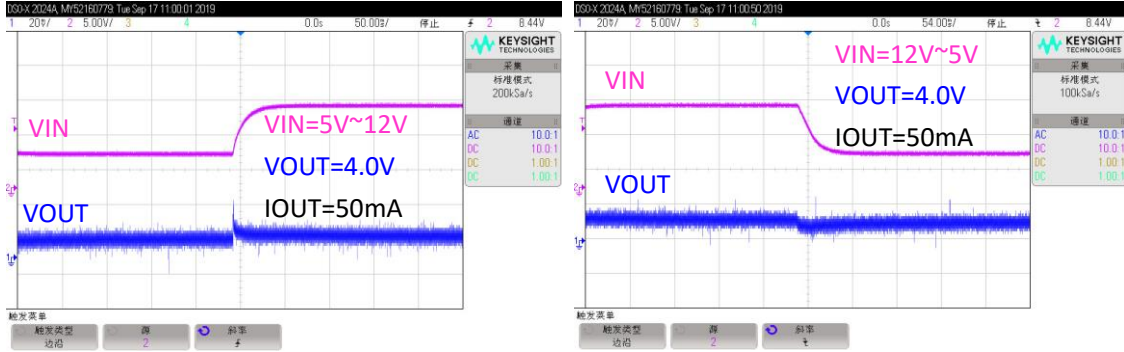 DSO-X 2024A, MY52160779: Tue Sep 17 11:00:01 2019
1 20▿/ 2 5.00V/ 3 4 0.0s 50.00▿/ 停止 2 8.44V
KEYSIGHT
TECHNOLOGIES
采集
标准模式
200kSa/s
通道
AC 10.0:1
DC 10.0:1
DC 1.00:1
DC 1.00:1
VIN
VIN=5V~12V
VOUT=4.0V
IOUT=50mA
VOUT
触发菜单
触发类型
边沿
源
2
斜率
DSO-X 2024A, MY52160779: Tue Sep 17 11:00:50 2019
1 20▿/ 2 5.00V/ 3 4 0.0s 54.00▿/ 停止 2 8.44V
KEYSIGHT
TECHNOLOGIES
采集
标准模式
100kSa/s
通道
AC 10.0:1
DC 10.0:1
DC 1.00:1
DC 1.00:1
VIN
VIN=12V~5V
VOUT=4.0V
IOUT=50mA
VOUT
触发菜单
触发类型
边沿
源
2
斜率